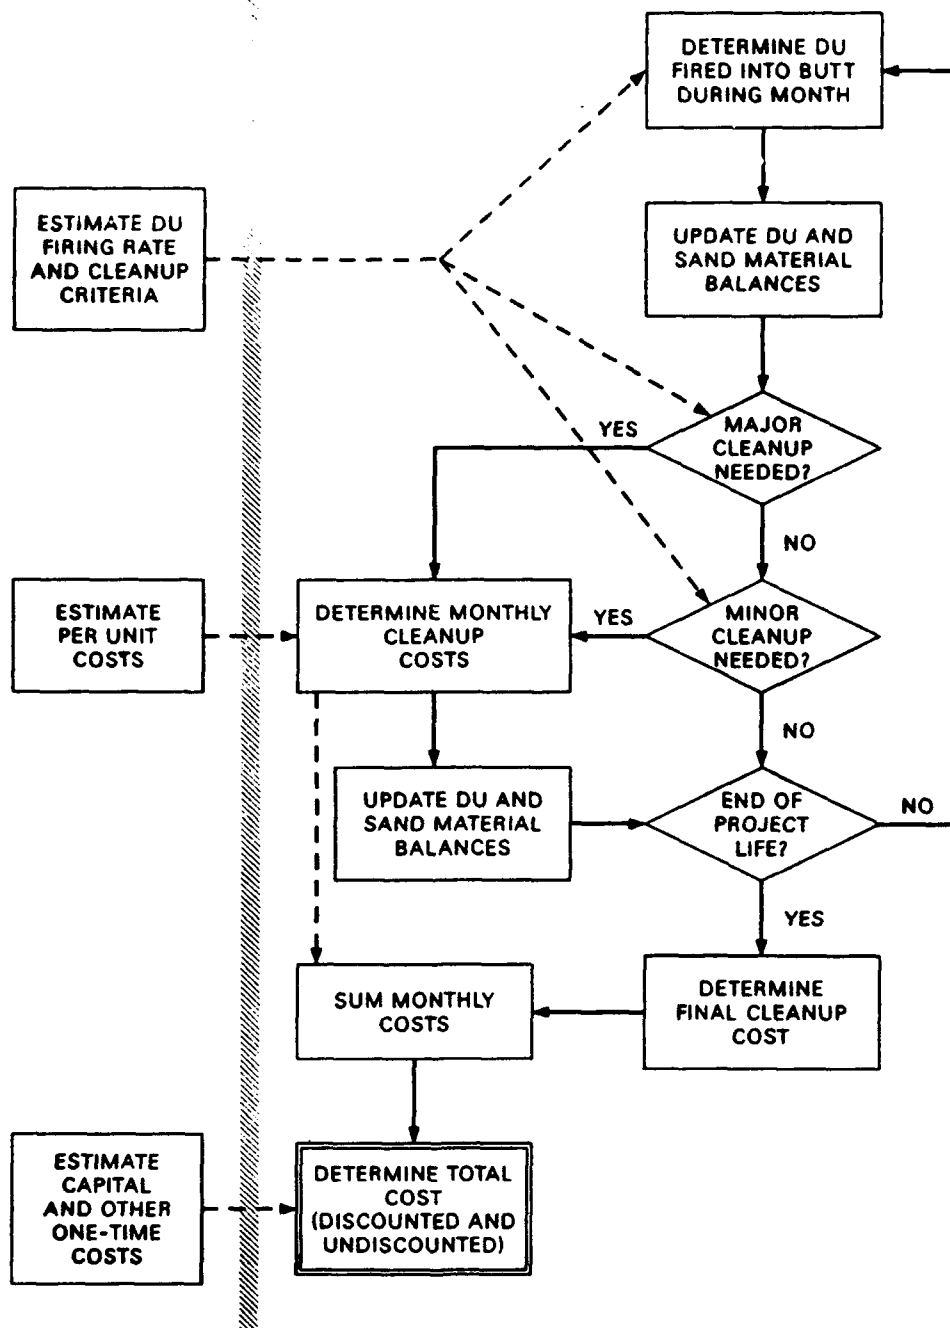 DETERMINE DU
FIRED INTO BUTT
DURING MONTH
ESTIMATE DU
FIRING RATE
AND CLEANUP
CRITERIA
UPDATE DU AND
SAND MATERIAL
BALANCES
YES
MAJOR
CLEANUP
NEEDED?
NO
ESTIMATE
PER UNIT
COSTS
DETERMINE MONTHLY
CLEANUP
COSTS
YES
MINOR
CLEANUP
NEEDED?
NO
UPDATE DU AND
SAND MATERIAL
BALANCES
END OF
PROJECT
LIFE?
NO
YES
SUM MONTHLY
COSTS
DETERMINE
FINAL CLEANUP
COST
ESTIMATE
CAPITAL
AND OTHER
ONE-TIME
COSTS
DETERMINE TOTAL
COST
(DISCOUNTED AND
UNDISCOUNTED)